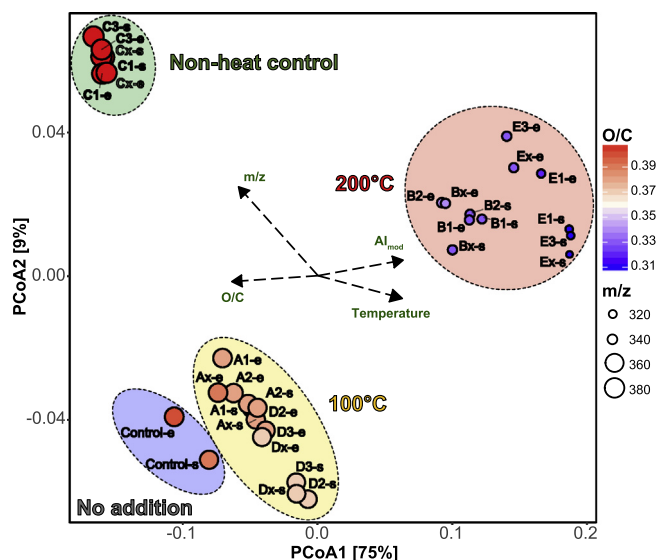 C3-s
C3-e
Cx-s
C1-s
Cx-e
C1-e
Non-heat control
0.04
0.00
-0.04
PCoA2 [9%]
m/z
200°C
E3-e
Ex-e
E1-e
B2-e
Bx-e
B2-s
B1-e
B1-s
E1-s
E3-s
Bx-s
Ex-s
AImod
O/C
Temperature
A1-e
Ax-e
A2-e
A2-s
100°C
A1-s
D2-e
Ax-s
D3-e
Dx-e
Control-e
Control-s
D3-s
Dx-s
D2-s
No addition
-0.1
0.0
0.1
0.2
PCoA1 [75%]
O/C
0.39
0.37
0.35
0.33
0.31
m/z
320
340
360
380